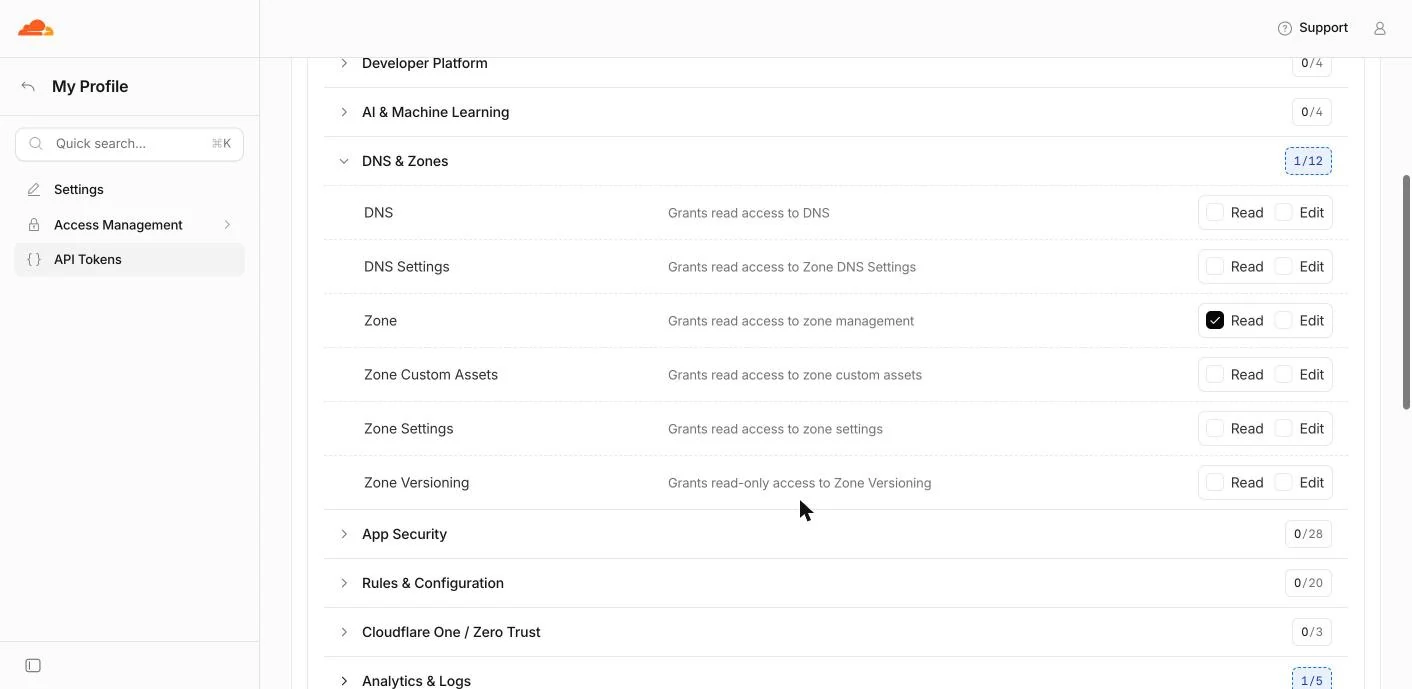 Support
My Profile
Quick search... ⌘K
Settings
Access Management
API Tokens
Developer Platform 0/4
AI & Machine Learning 0/4
DNS & Zones 1/12
DNS Grants read access to DNS Read Edit
DNS Settings Grants read access to Zone DNS Settings Read Edit
Zone Grants read access to zone management Read Edit
Zone Custom Assets Grants read access to zone custom assets Read Edit
Zone Settings Grants read access to zone settings Read Edit
Zone Versioning Grants read-only access to Zone Versioning Read Edit
App Security 0/28
Rules & Configuration 0/20
Cloudflare One / Zero Trust 0/3
Analytics & Logs 1/5